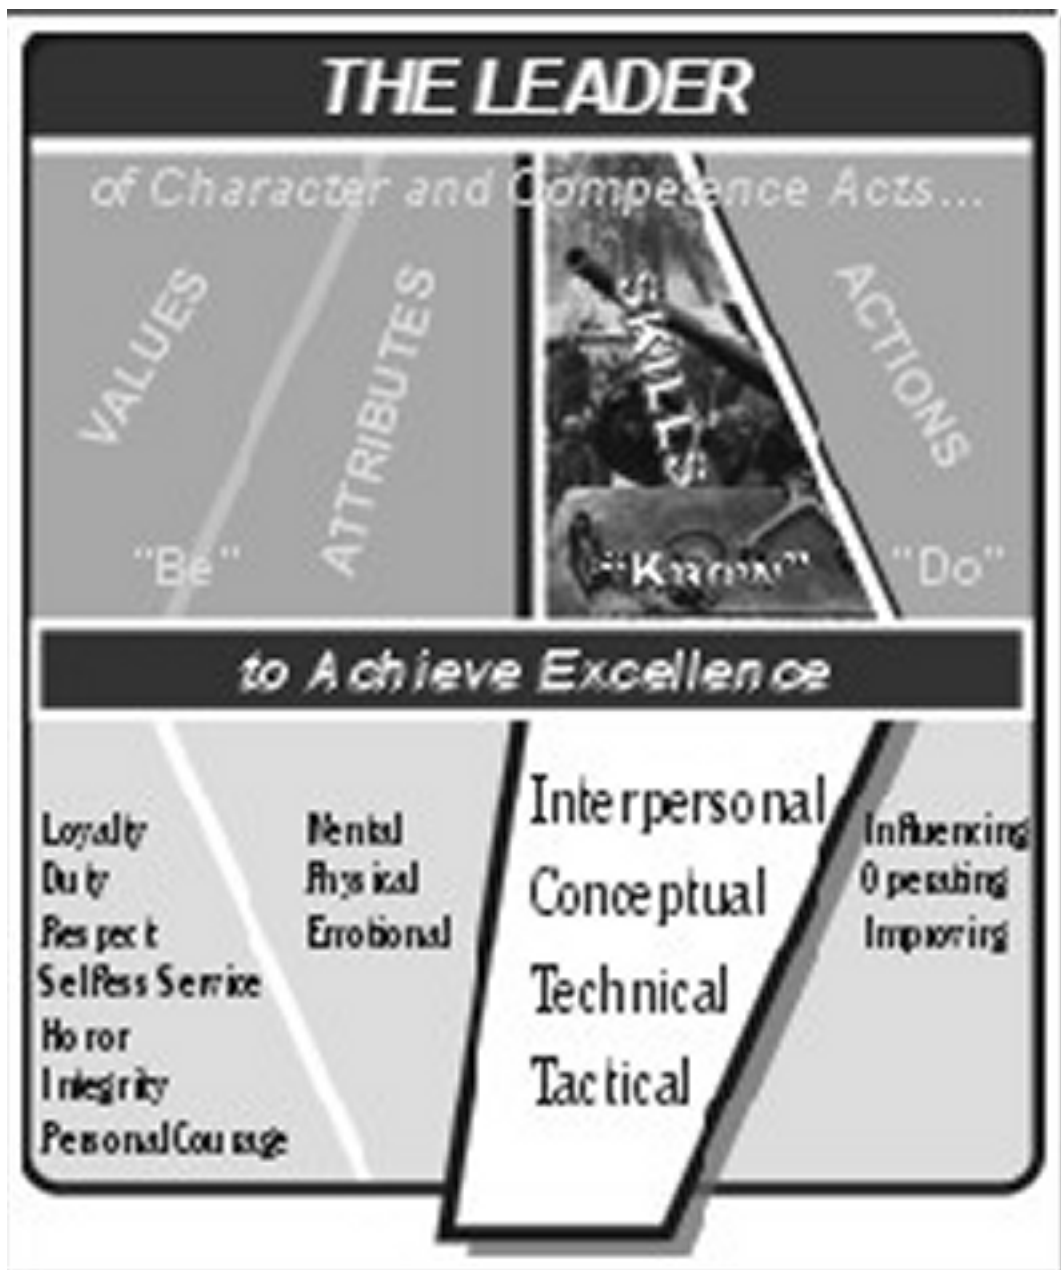 THE LEADER
of Character and Competence Acts...
VALUES
ATTRIBUTES
SKILLS
ACTIONS
"Be"
"Know"
"Do"
to Achieve Excellence
Loyalty
Duty
Respect
Selfless Service
Honor
Integrity
Personal Courage
Mental
Physical
Emotional
Interpersonal
Conceptual
Technical
Tactical
Influencing
Operating
Improving